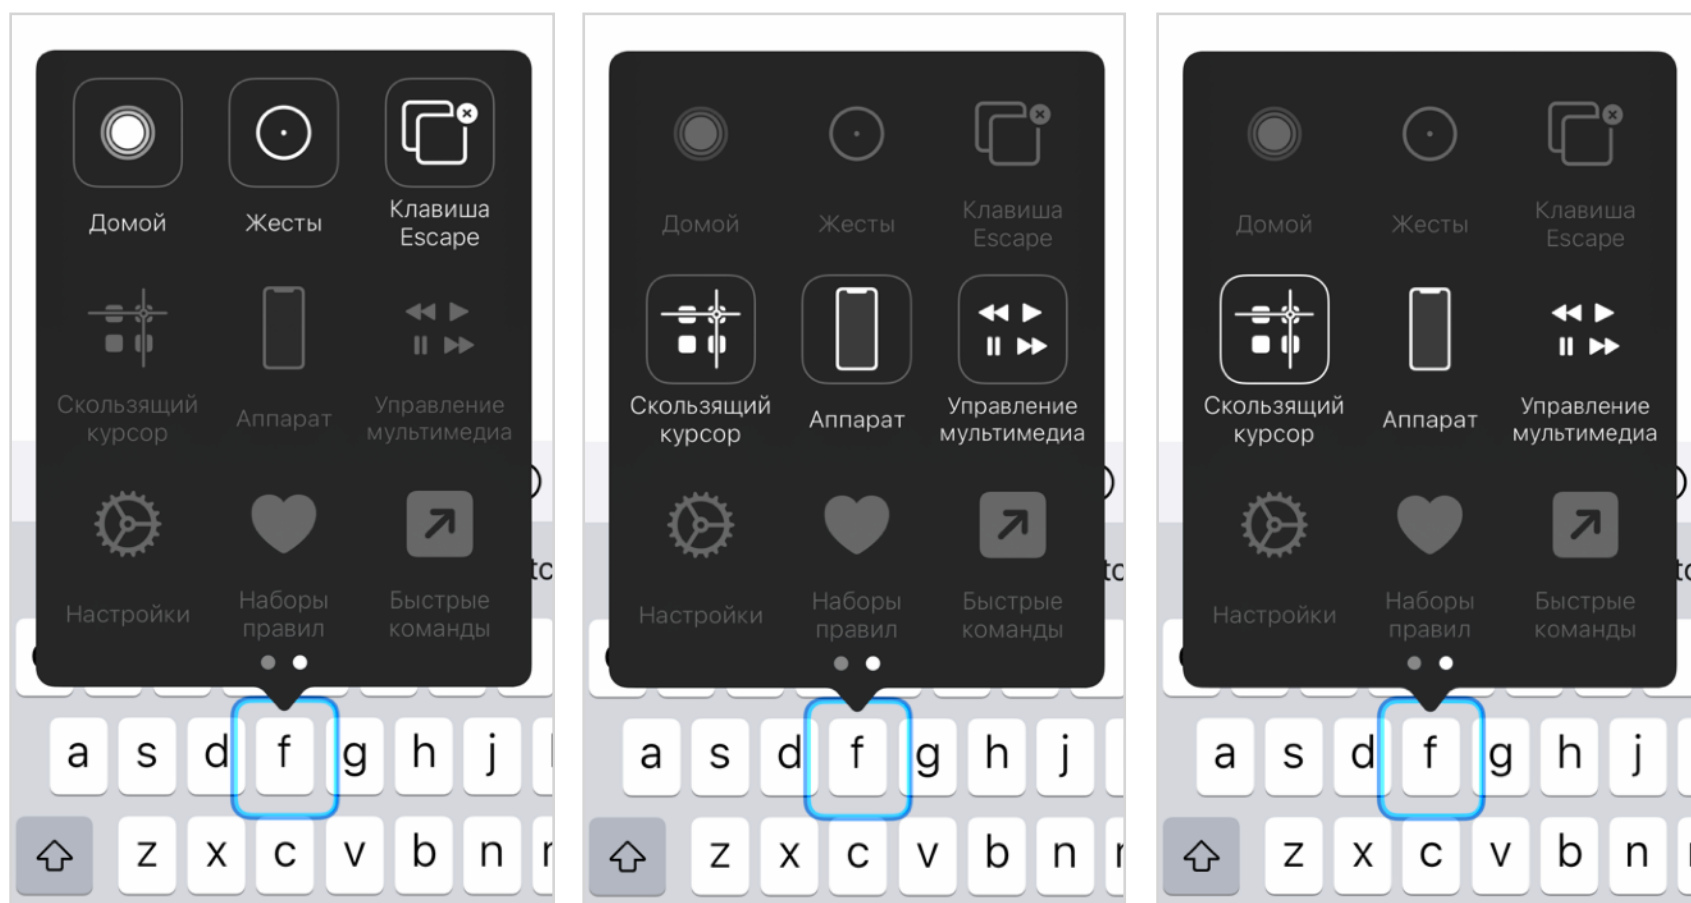 Домой
Жесты
Клавиша
Escape
Скользящий
курсор
Аппарат
Управление
мультимедиа
Настройки
Наборы
правил
Быстрые
команды
a s d f g h j
z x c v b n
Домой
Жесты
Клавиша
Escape
Скользящий
курсор
Аппарат
Управление
мультимедиа
Настройки
Наборы
правил
Быстрые
команды
a s d f g h j
z x c v b n
Домой
Жесты
Клавиша
Escape
Скользящий
курсор
Аппарат
Управление
мультимедиа
Настройки
Наборы
правил
Быстрые
команды
a s d f g h j
z x c v b n